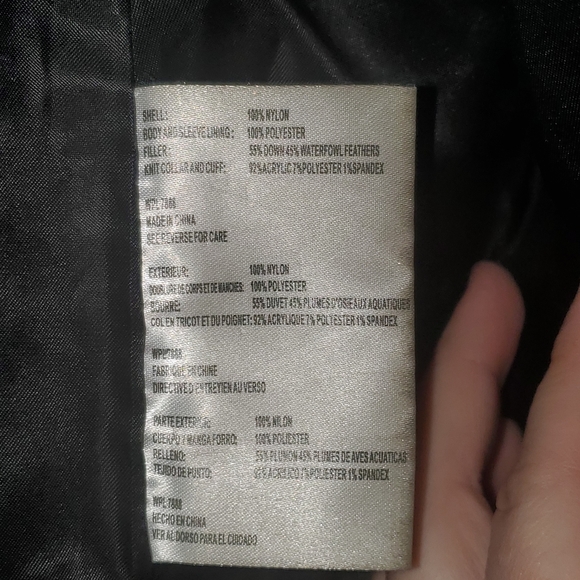 SHELL: 100% NYLON
BODY AND SLEEVE LINING: 100% POLYESTER
FILLER: 55% DOWN 45% WATERFOWL FEATHERS
KNIT COLLAR AND CUFF: 92% ACRYLIC 7% POLYESTER 1% SPANDEX
WPL 7888
MADE IN CHINA
SEE REVERSE FOR CARE
EXTERIEUR: 100% NYLON
DOUBLURE DE CORPS ET DE MANCHES: 100% POLYESTER
BOURRE: 55% DUVET 45% PLUMES D'OSIEAUX AQUATIQUES
COL EN TRICOT ET DU POIGNET: 92% ACRYLIQUE 7% POLYESTER 1% SPANDEX
WPL 7888
FABRIQUE EN CHINE
DIRECTIVE D ENTREYIEN AU VERSO
PARTE EXTERIOR: 100% NILON
CUERPO Y MANGA FORRO: 100% POLIESTER
RELLENO: 55% PLUMON 45% PLUMES DE AVES ACUATICAS
TEJIDO DE PUNTO: 92% ACRILICO 7% POLIESTER 1% SPANDEX
WPL 7888
HECHO EN CHINA
VER AL DORSO PARA EL CUIDADO